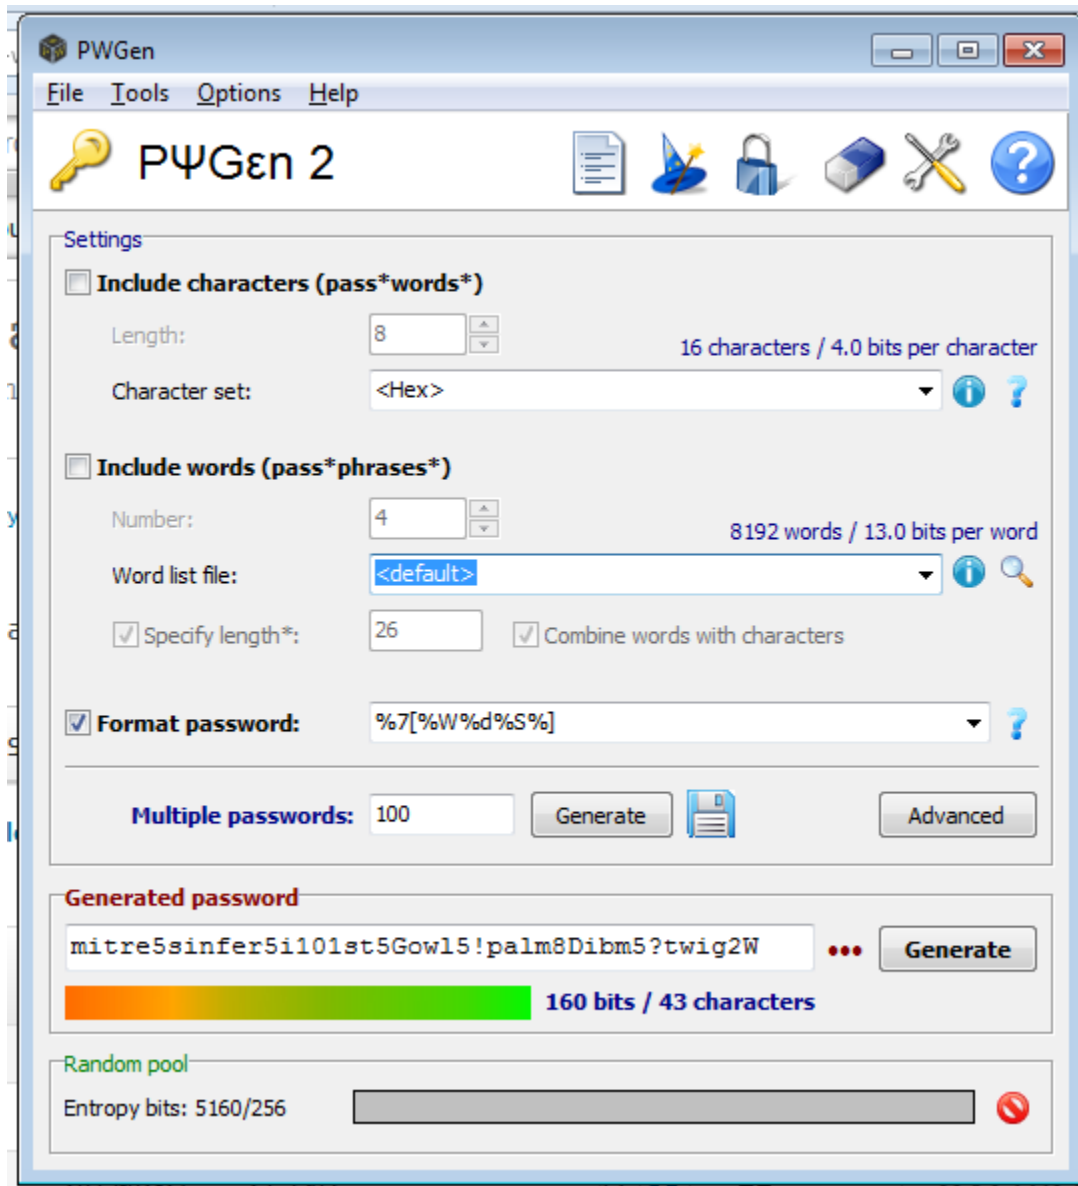 PWGen
File Tools Options Help
PΨGεn 2
Settings
Include characters (pass*words*)
Length: 8
16 characters / 4.0 bits per character
Character set: <Hex>
Include words (pass*phrases*)
Number: 4
8192 words / 13.0 bits per word
Word list file: <default>
Specify length*: 26 Combine words with characters
Format password: %7[%W%d%S%]
Multiple passwords: 100 Generate Advanced
Generated password
mitre5sinfer5i101st5Gowl5!palm8Dibm5?twig2W Generate
160 bits / 43 characters
Random pool
Entropy bits: 5160/256